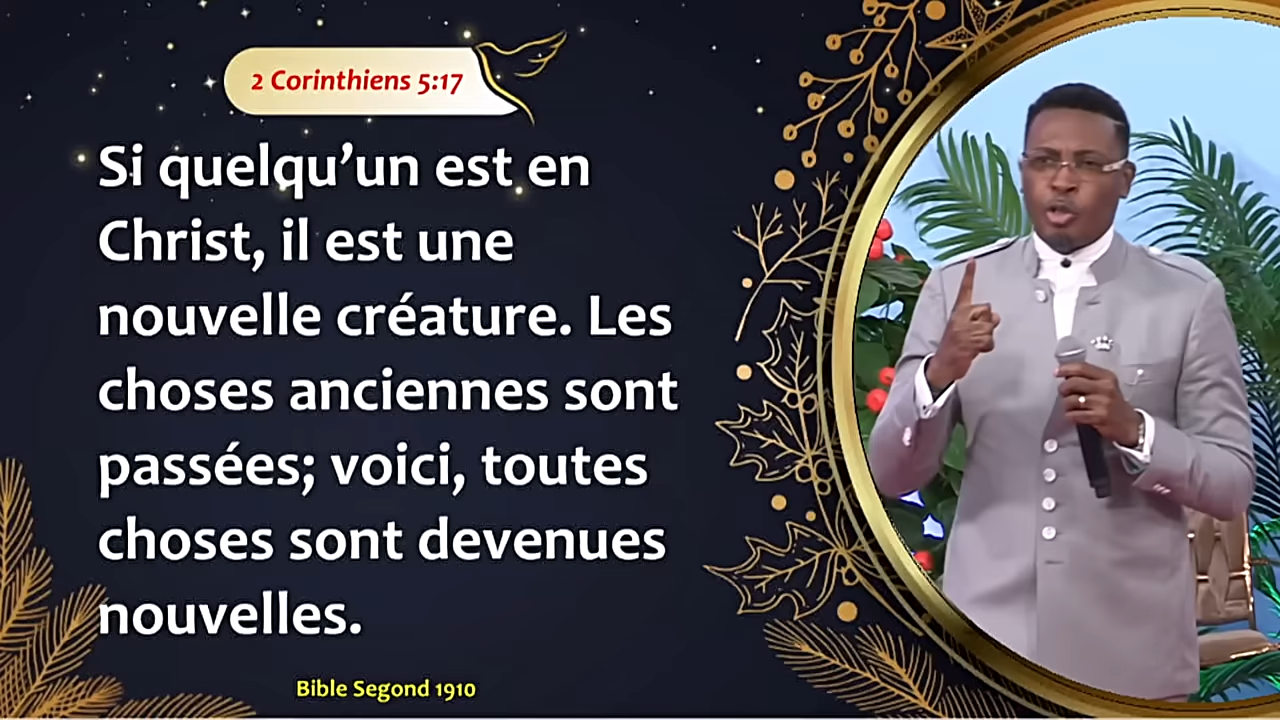 2 Corinthiens 5:17
Si quelqu’un est en
Christ, il est une
nouvelle créature. Les
choses anciennes sont
passées; voici, toutes
choses sont devenues
nouvelles.
Bible Segond 1910